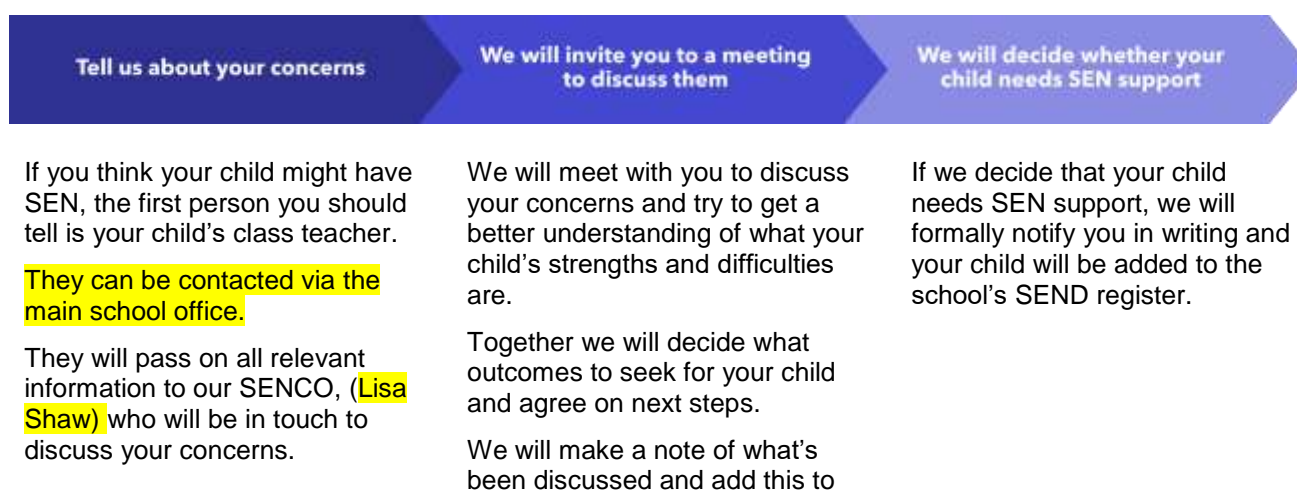 Tell us about your concerns
We will invite you to a meeting
to discuss them
We will decide whether your
child needs SEN support
If you think your child might have
SEN, the first person you should
tell is your child’s class teacher.
They can be contacted via the
main school office.
They will pass on all relevant
information to our SENCO, (Lisa
Shaw) who will be in touch to
discuss your concerns.
We will meet with you to discuss
your concerns and try to get a
better understanding of what your
child’s strengths and difficulties
are.
Together we will decide what
outcomes to seek for your child
and agree on next steps.
We will make a note of what’s
been discussed and add this to
If we decide that your child
needs SEN support, we will
formally notify you in writing and
your child will be added to the
school’s SEND register.